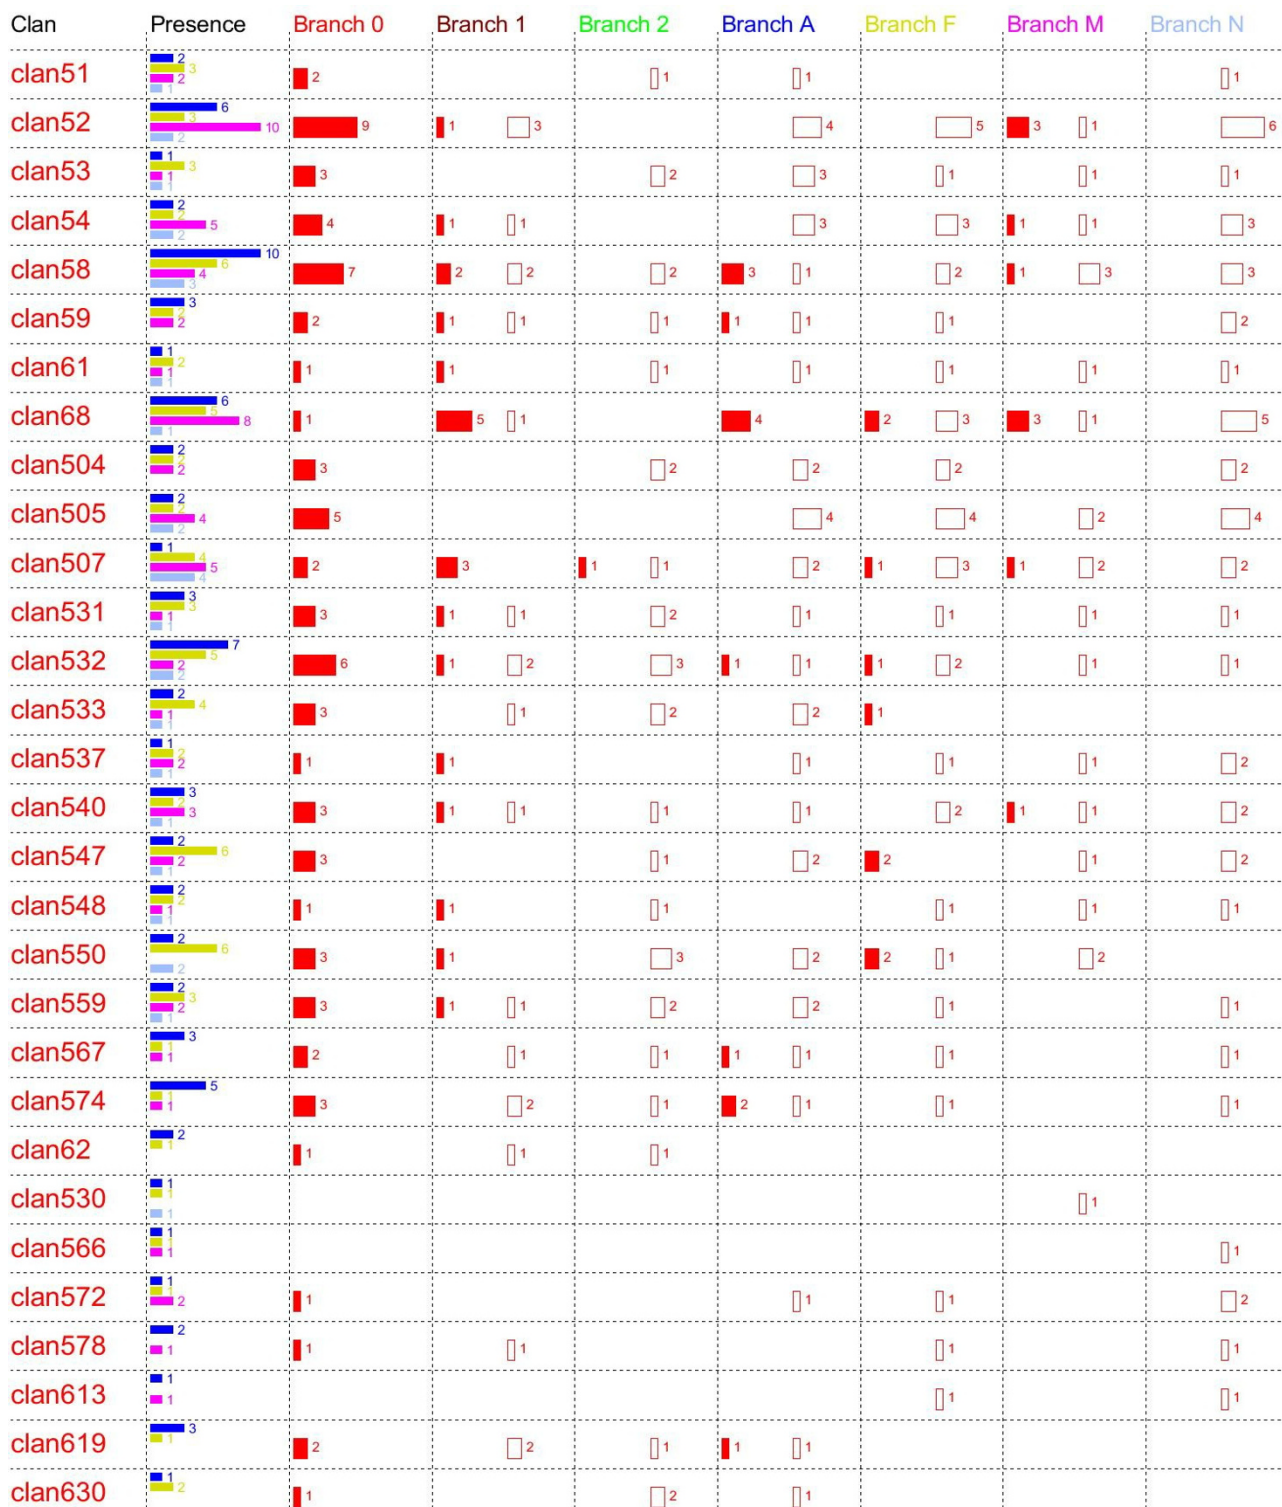 Clan Presence Branch 0 Branch 1 Branch 2 Branch A Branch F Branch M Branch N
clan51 2 3 2 1 2 1 1 1
clan52 6 3 10 2 9 1 3 4 5 3 1 6
clan53 1 3 1 1 3 2 3 1 1 1
clan54 2 2 5 2 4 1 1 3 3 1 1 3
clan58 10 6 4 3 7 2 2 2 3 1 2 1 3 3
clan59 3 2 2 2 1 1 1 1 1 1 2
clan61 1 2 1 1 1 1 1 1 1 1 1
clan68 6 5 8 1 1 5 1 4 2 3 3 1 5
clan504 2 2 2 3 2 2 2 2
clan505 2 2 4 2 5 4 4 2 4
clan507 1 4 5 4 2 3 1 1 2 1 3 1 2 2
clan531 3 3 1 1 3 1 1 2 1 1 1 1
clan532 7 5 2 2 6 1 2 3 1 1 1 2 1 1
clan533 2 4 1 1 3 1 2 2 1
clan537 1 2 2 1 1 1 1 1 1 2
clan540 3 2 3 1 3 1 1 1 1 2 1 1 2
clan547 2 6 2 1 3 1 2 2 1 2
clan548 2 2 1 1 1 1 1 1 1 1
clan550 2 6 2 3 1 3 2 2 1 2
clan559 2 3 2 1 3 1 1 2 2 1 1
clan567 3 1 1 2 1 1 1 1 1 1
clan574 5 1 1 3 2 1 2 1 1 1
clan62 2 1 1 1 1
clan530 1 1 1 1
clan566 1 1 1 1
clan572 1 1 2 1 1 1 2
clan578 2 1 1 1 1 1
clan613 1 1 1 1
clan619 3 1 2 2 1 1 1
clan630 1 2 1 2 1